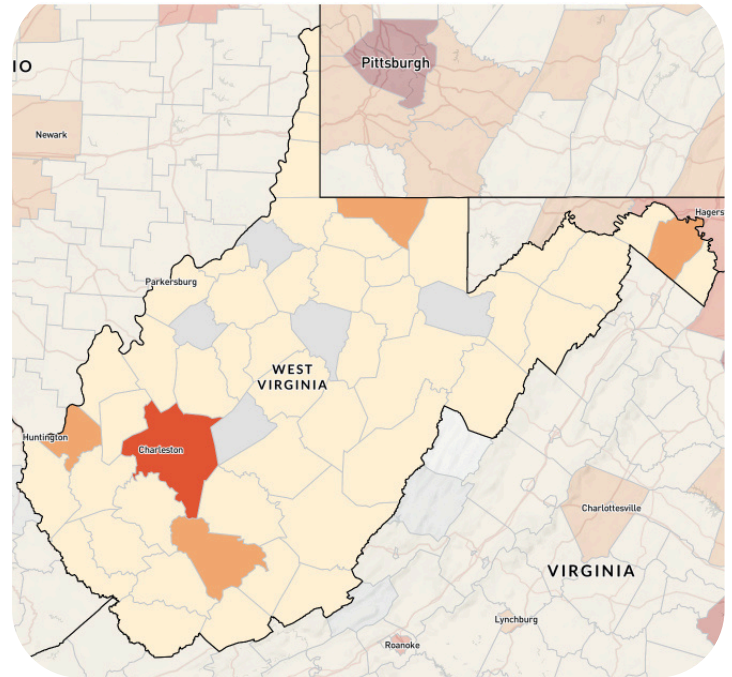 Pittsburgh
IO
Newark
Hagers
Parkersburg
WEST
VIRGINIA
Huntington
Charleston
Charlottesville
VIRGINIA
Lynchburg
Roanoke